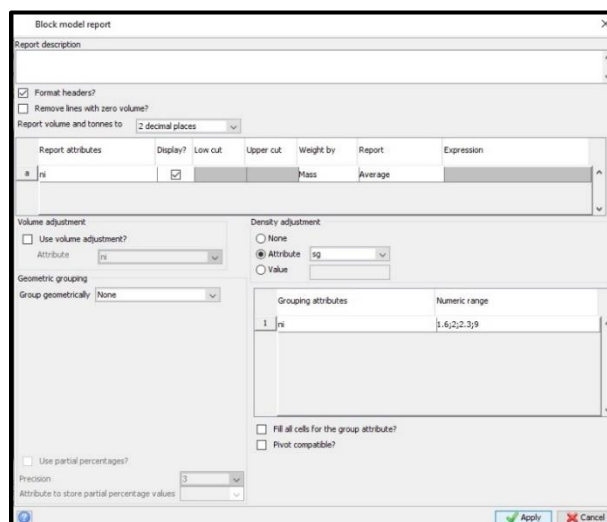 Block model report
Report description
Format headers?
Remove lines with zero volume?
Report volume and tonnes to 2 decimal places
Report attributes Display? Low cut Upper cut Weight by Report Expression
a ni Mass Average
Volume adjustment
Use volume adjustment?
Attribute ni
Density adjustment
None
Attribute sg
Value
Geometric grouping
Group geometrically None
Grouping attributes Numeric range
1 ni 1.6;2;2.3;9
Fill all cells for the group attribute?
Pivot compatible?
Use partial percentages?
Precision 3
Attribute to store partial percentage values
Apply Cancel